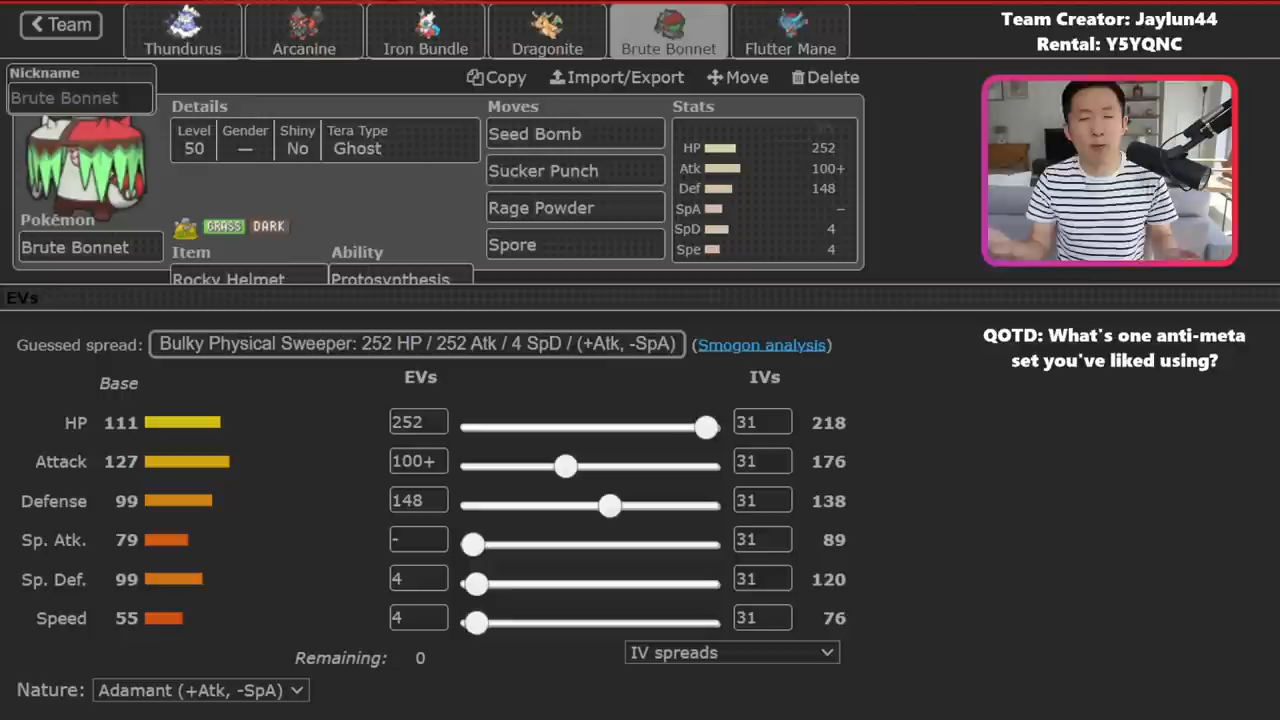 Team
Thundurus
Arcanine
Iron Bundle
Dragonite
Brute Bonnet
Flutter Mane
Team Creator: Jaylun44
Rental: Y5YQNC
Nickname
Brute Bonnet
Copy
Import/Export
Move
Delete
Details
Level
50
Gender
—
Shiny
No
Tera Type
Ghost
GRASS DARK
Pokémon
Brute Bonnet
Item
Rocky Helmet
Ability
Protosynthesis
Moves
Seed Bomb
Sucker Punch
Rage Powder
Spore
Stats
HP 252
Atk 100+
Def 148
SpA –
SpD 4
Spe 4
EVs
Guessed spread: Bulky Physical Sweeper: 252 HP / 252 Atk / 4 SpD / (+Atk, -SpA) (Smogon analysis)
QOTD: What's one anti-meta
set you've liked using?
Base EVs IVs
HP 111 252 31 218
Attack 127 100+ 31 176
Defense 99 148 31 138
Sp. Atk. 79 - 31 89
Sp. Def. 99 4 31 120
Speed 55 4 31 76
Remaining: 0
IV spreads
Nature: Adamant (+Atk, -SpA)